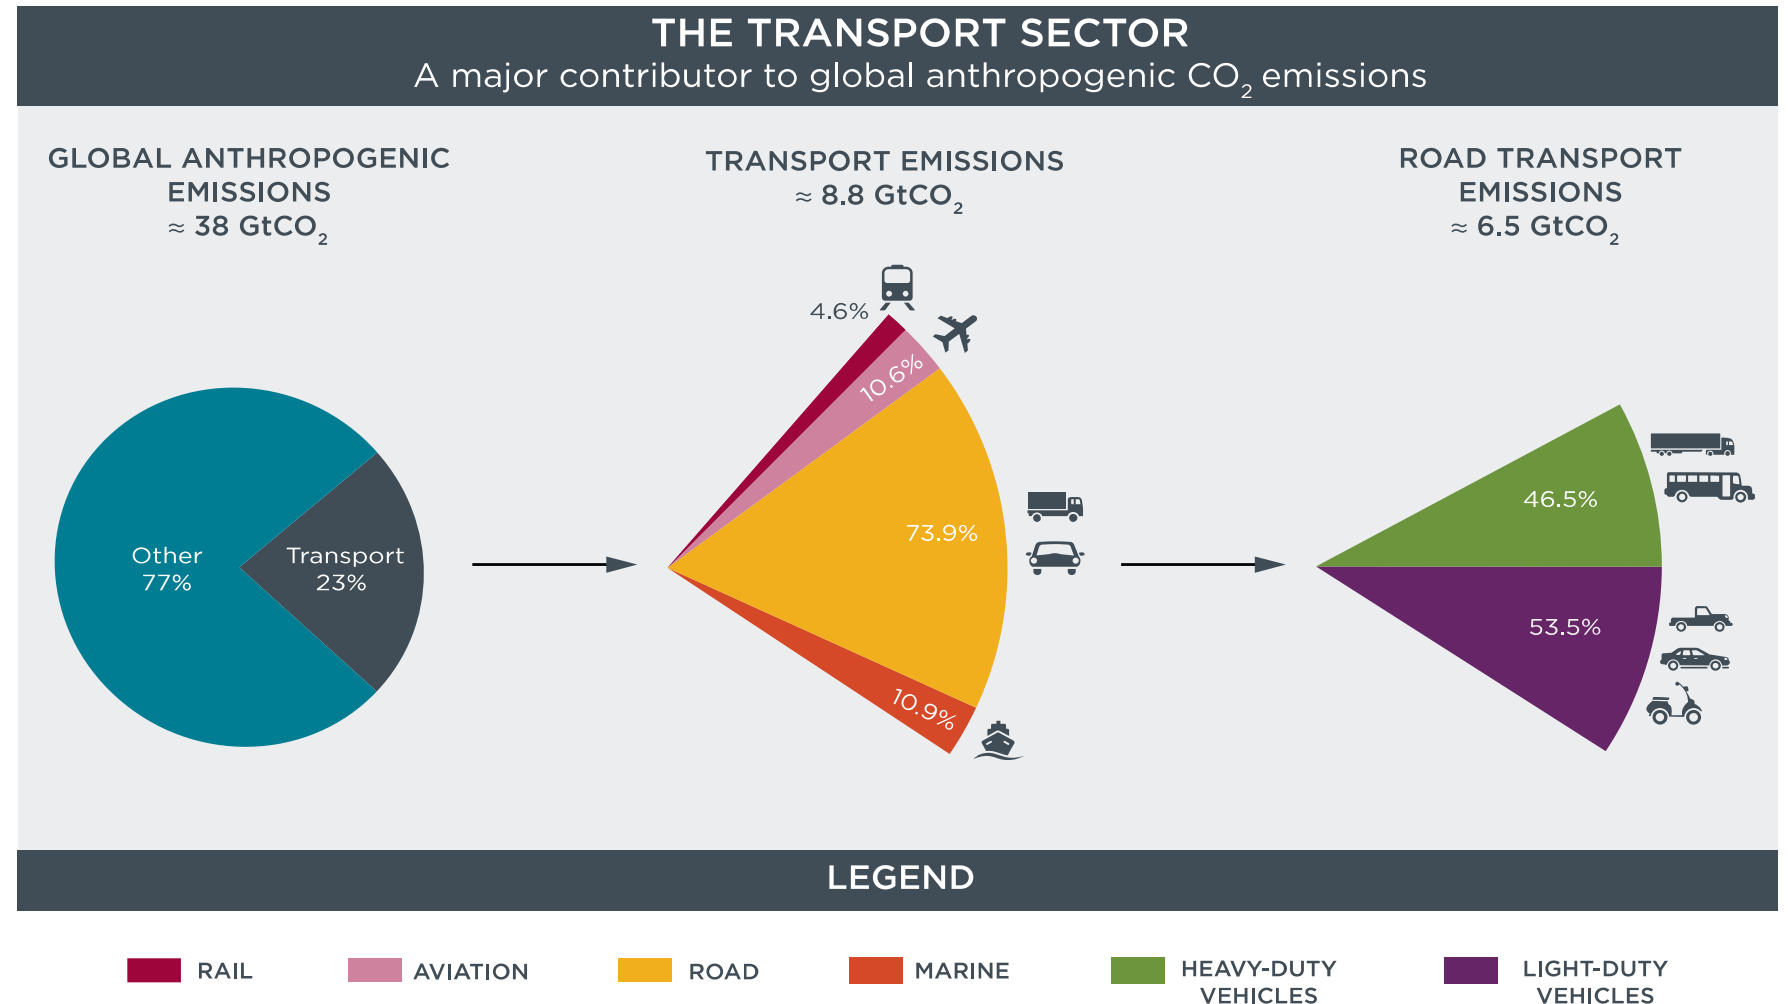 THE TRANSPORT SECTOR
A major contributor to global anthropogenic CO₂ emissions
GLOBAL ANTHROPOGENIC
EMISSIONS
≈ 38 GtCO₂
TRANSPORT EMISSIONS
≈ 8.8 GtCO₂
ROAD TRANSPORT
EMISSIONS
≈ 6.5 GtCO₂
Other
77%
Transport
23%
4.6%
10.6%
73.9%
10.9%
46.5%
53.5%
LEGEND
RAIL
AVIATION
ROAD
MARINE
HEAVY-DUTY
VEHICLES
LIGHT-DUTY
VEHICLES